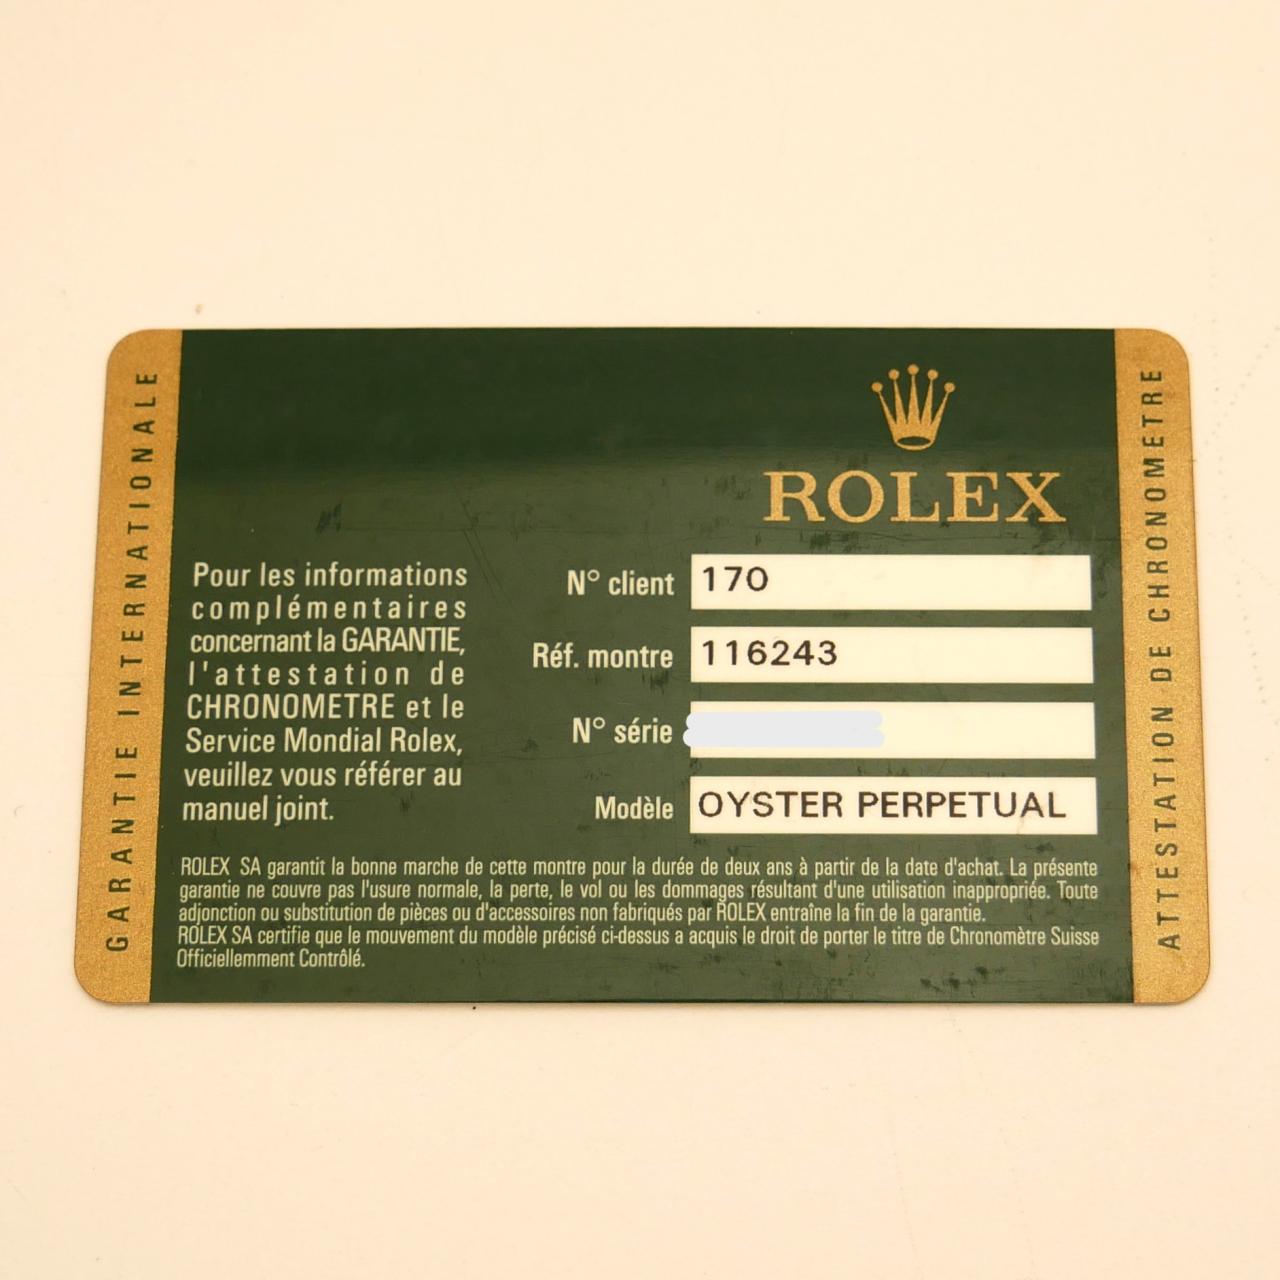 GARANTIE INTERNATIONALE
ROLEX
Pour les informations
complémentaires
concernant la GARANTIE,
l'attestation de
CHRONOMETRE et le
Service Mondial Rolex,
veuillez vous référer au
manuel joint.
N° client 170
Réf. montre 116243
N° série
Modèle OYSTER PERPETUAL
ROLEX SA garantit la bonne marche de cette montre pour la durée de deux ans à partir de la date d'achat. La présente
garantie ne couvre pas l'usure normale, la perte, le vol ou les dommages résultant d'une utilisation inappropriée. Toute
adjonction ou substitution de pièces ou d'accessoires non fabriqués par ROLEX entraîne la fin de la garantie.
ROLEX SA certifie que le mouvement du modèle précisé ci-dessus a acquis le droit de porter le titre de Chronomètre Suisse
Officiellemment Contrôlé.
ATTESTATION DE CHRONOMETRE